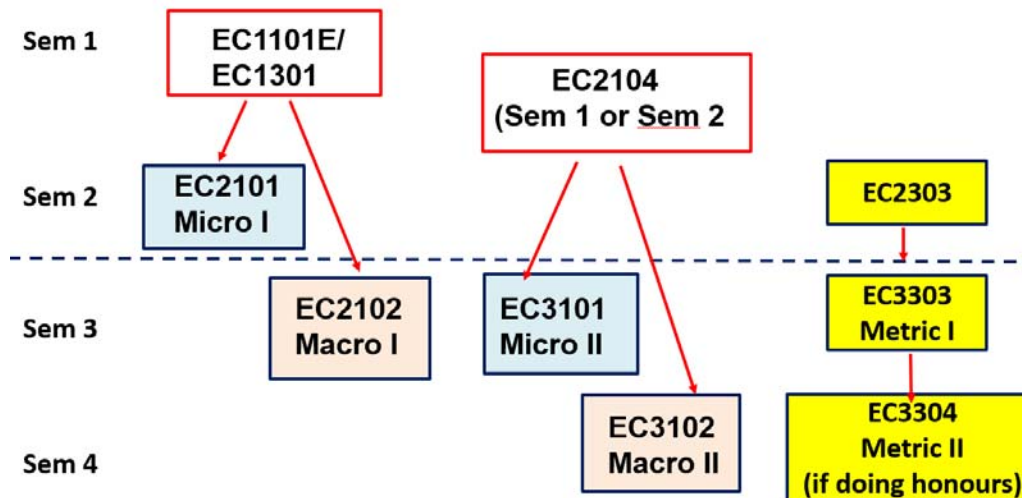 Sem 1
EC1101E/
EC1301
EC2104
(Sem 1 or Sem 2
Sem 2
EC2101
Micro I
EC2303
Sem 3
EC2102
Macro I
EC3101
Micro II
EC3303
Metric I
Sem 4
EC3102
Macro II
EC3304
Metric II
(if doing honours)